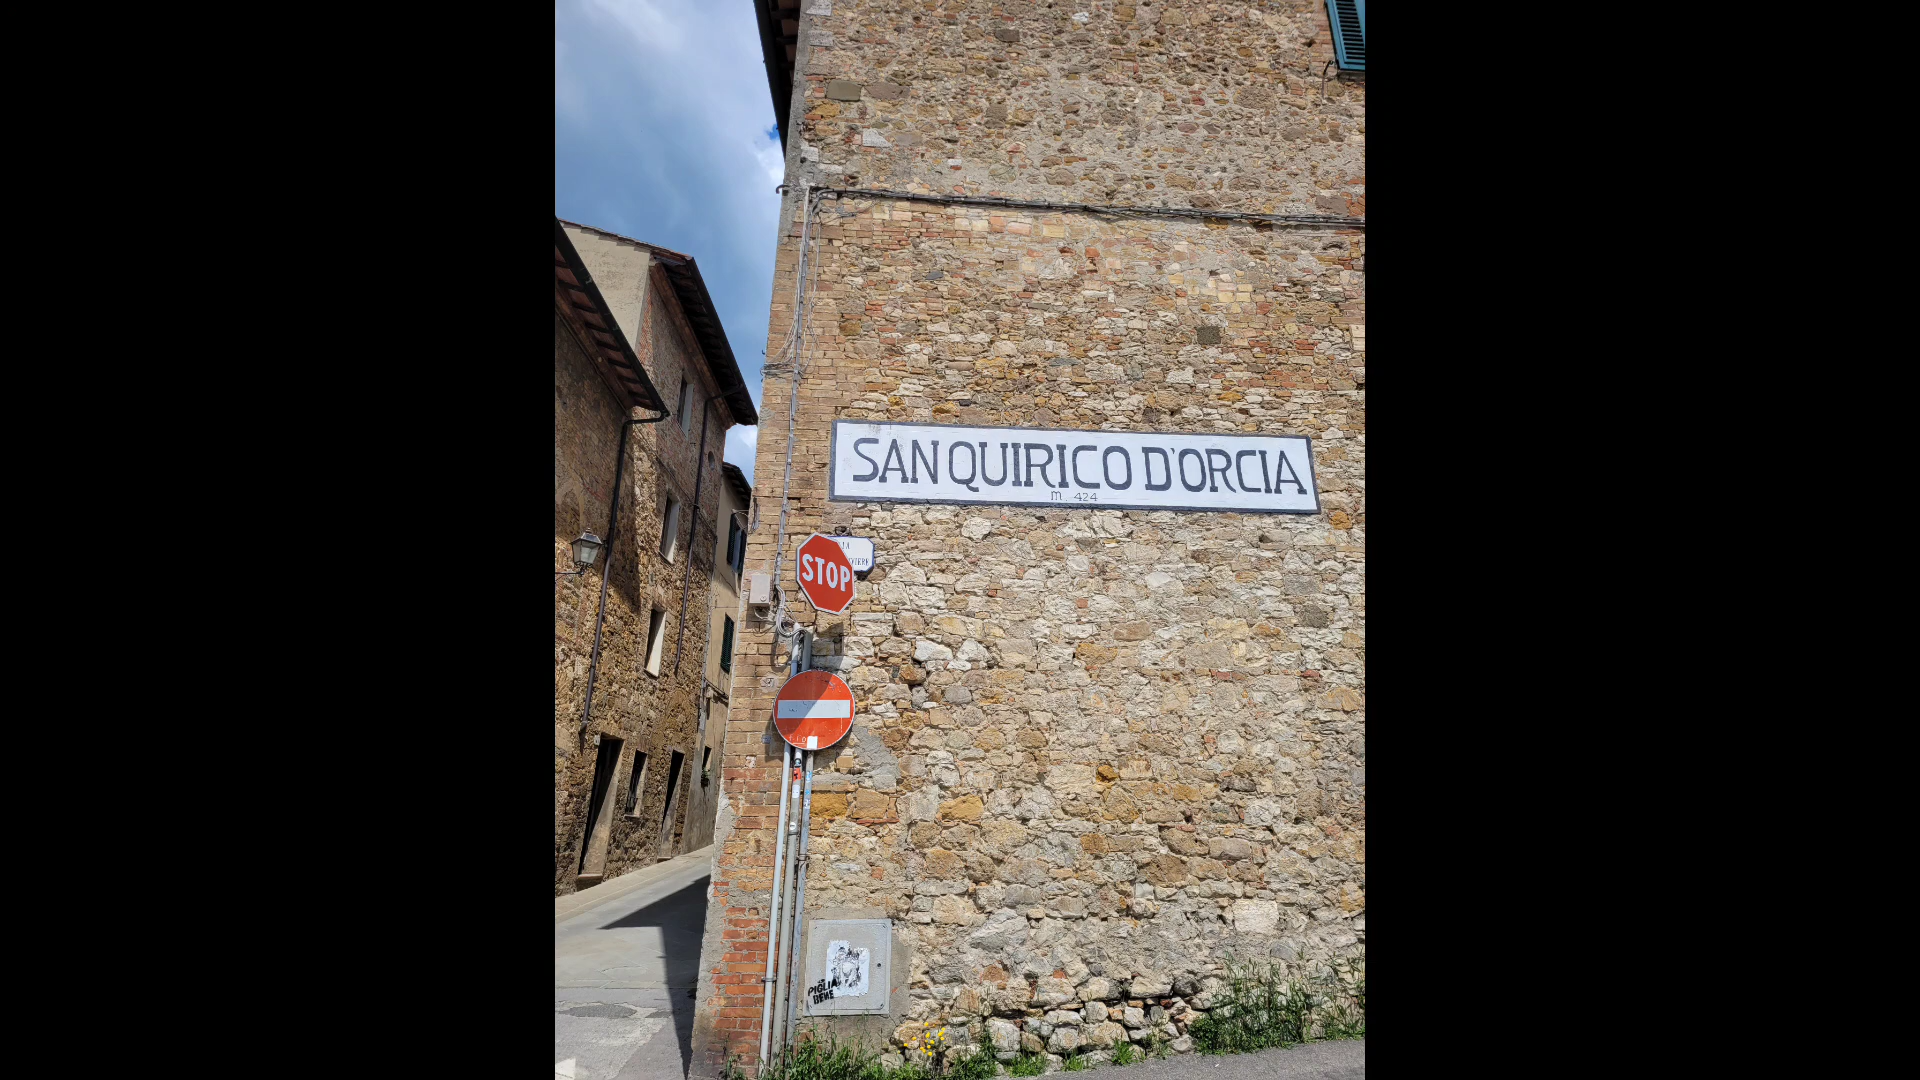 SAN QUIRICO D'ORCIA
m. 424
STOP
PIGLIA
BENE